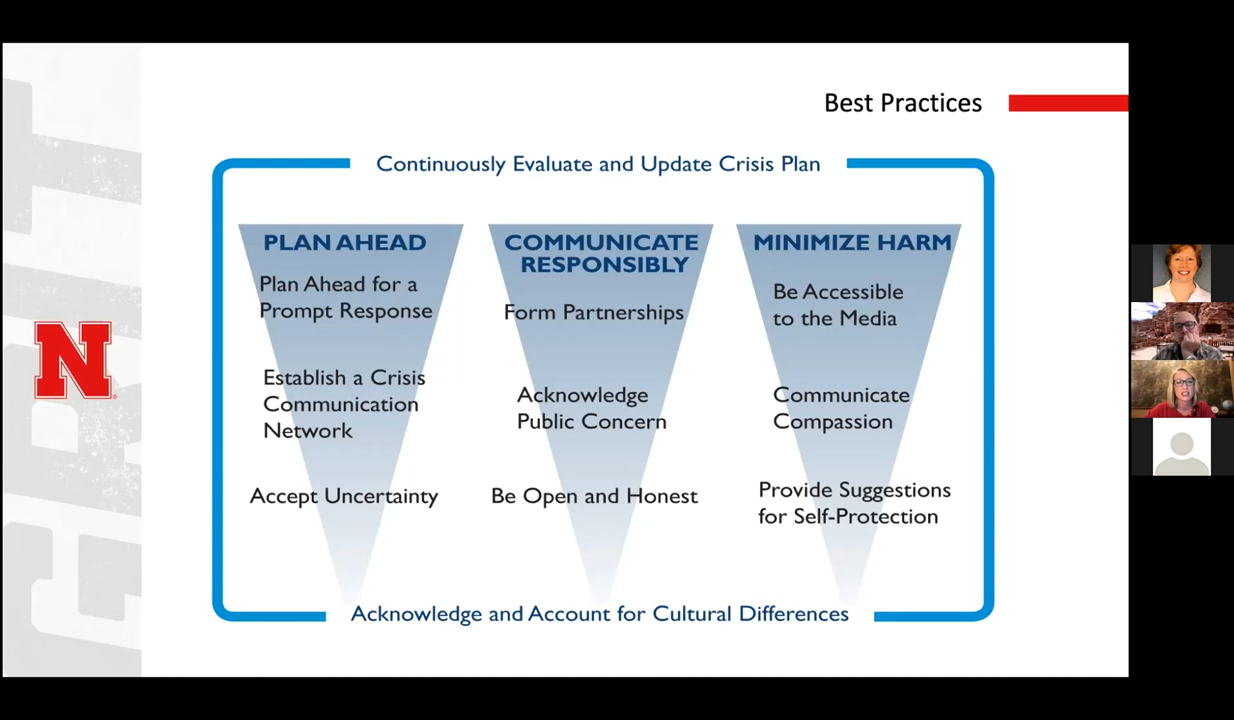 Best Practices
Continuously Evaluate and Update Crisis Plan
PLAN AHEAD
Plan Ahead for a
Prompt Response
Establish a Crisis
Communication
Network
Accept Uncertainty
COMMUNICATE
RESPONSIBLY
Form Partnerships
Acknowledge
Public Concern
Be Open and Honest
MINIMIZE HARM
Be Accessible
to the Media
Communicate
Compassion
Provide Suggestions
for Self-Protection
Acknowledge and Account for Cultural Differences
N
GRIT